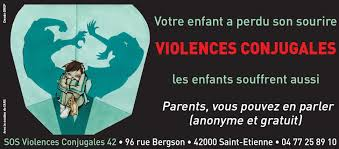 Votre enfant a perdu son sourire
VIOLENCES CONJUGALES
les enfants souffrent aussi
Parents, vous pouvez en parler
(anonyme et gratuit)
SOS Violences Conjugales 42 • 96 rue Bergson • 42000 Saint-Etienne • 04 77 25 89 10